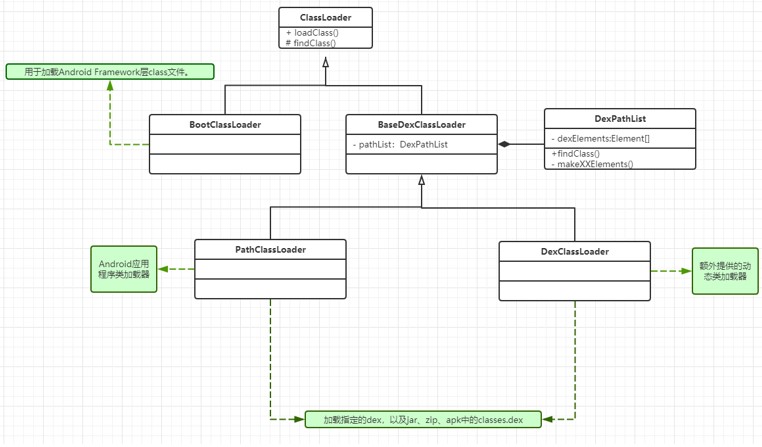 ClassLoader
+ loadClass()
# findClass()
用于加载Android Framework层class文件。
BootClassLoader
BaseDexClassLoader
- pathList：DexPathList
DexPathList
- dexElements:Element[]
+findClass()
- makeXXElements()
PathClassLoader
DexClassLoader
Android应用
程序类加载器
额外提供的动
态类加载器
加载指定的dex，以及jar、zip、apk中的classes.dex